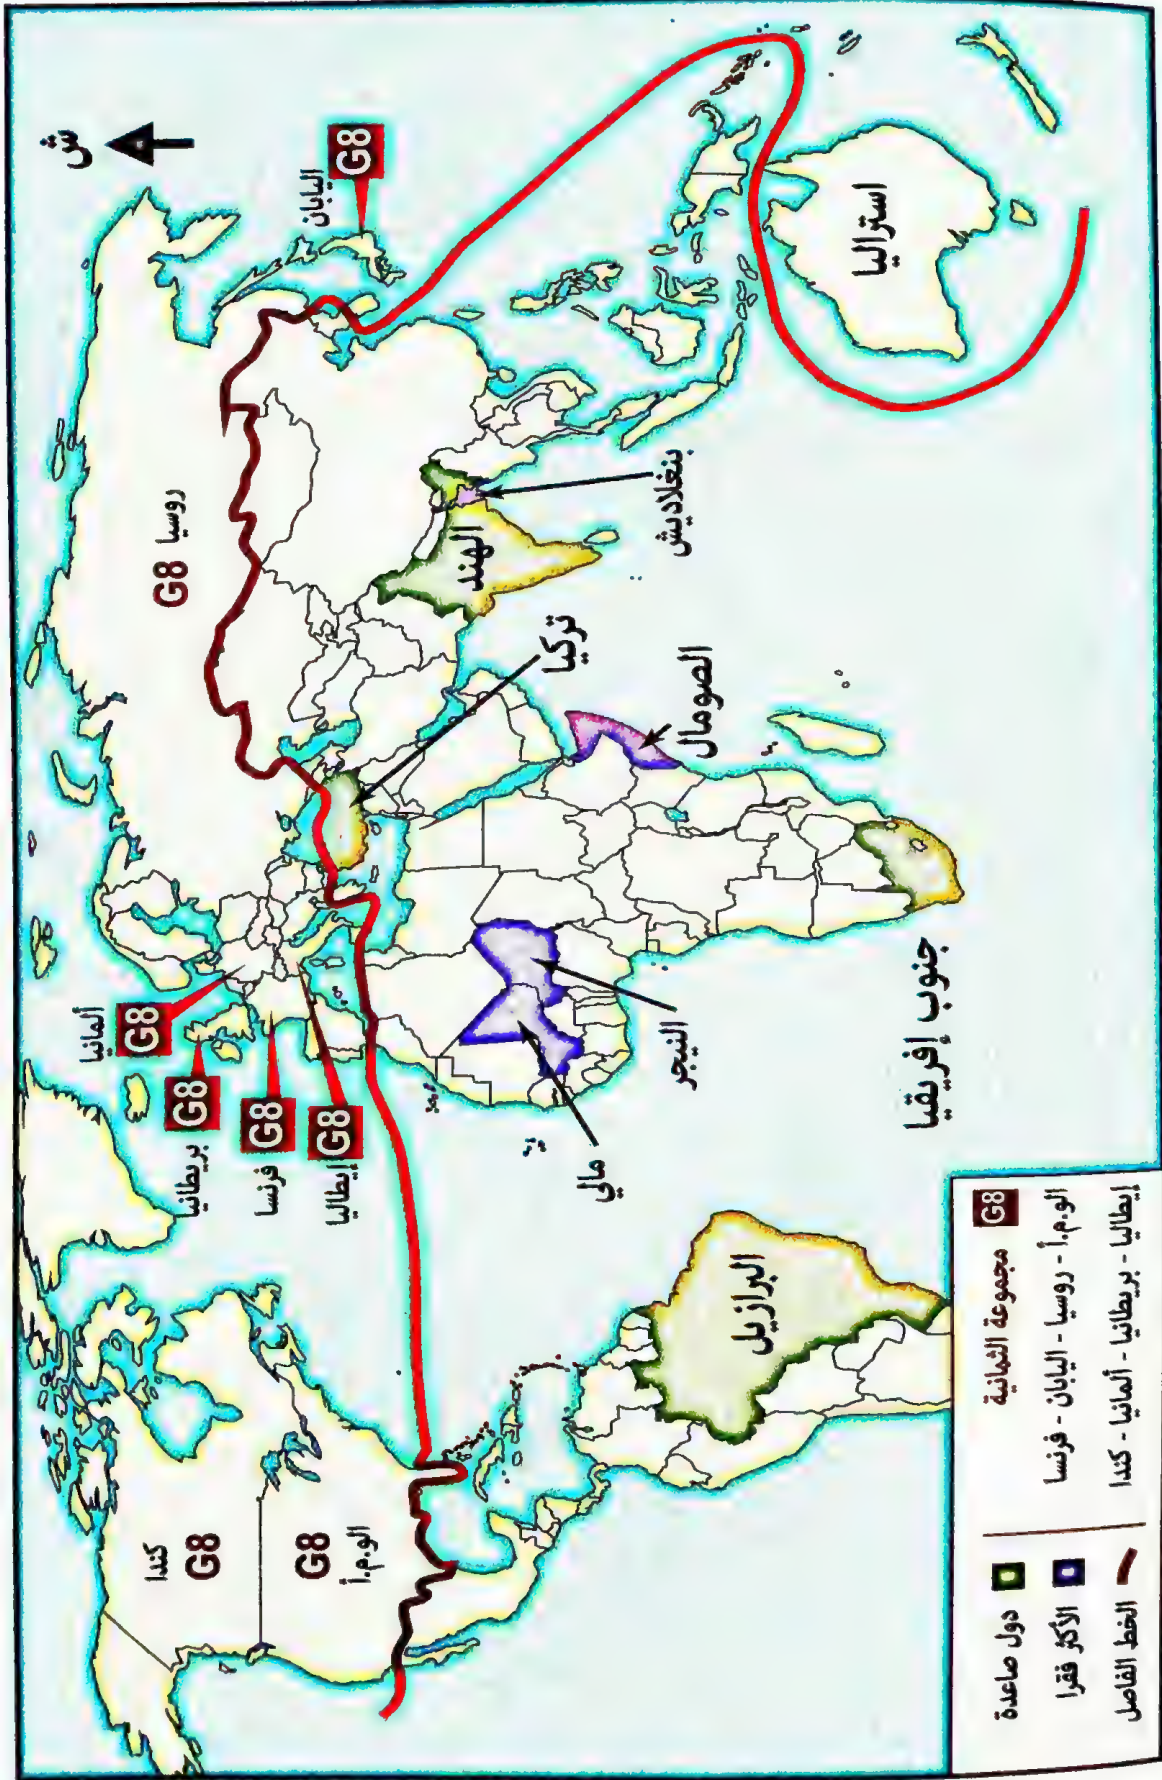 ش
كندا
G8
G8
الو.م.أ
ألمانيا
G8
بريطانيا
G8
فرنسا
G8
إيطاليا
G8
روسيا G8
اليابان
G8
تركيا
الهند
بنغلاديش
الصومال
مالي
النيجر
البرازيل
جنوب إفريقيا
استراليا
دول صاعدة
الأكثر فقرا
الخط الفاصل
مجموعة الثمانية G8
الو.م.أ - روسيا - اليابان - فرنسا
إيطاليا - بريطانيا - ألمانيا - كندا